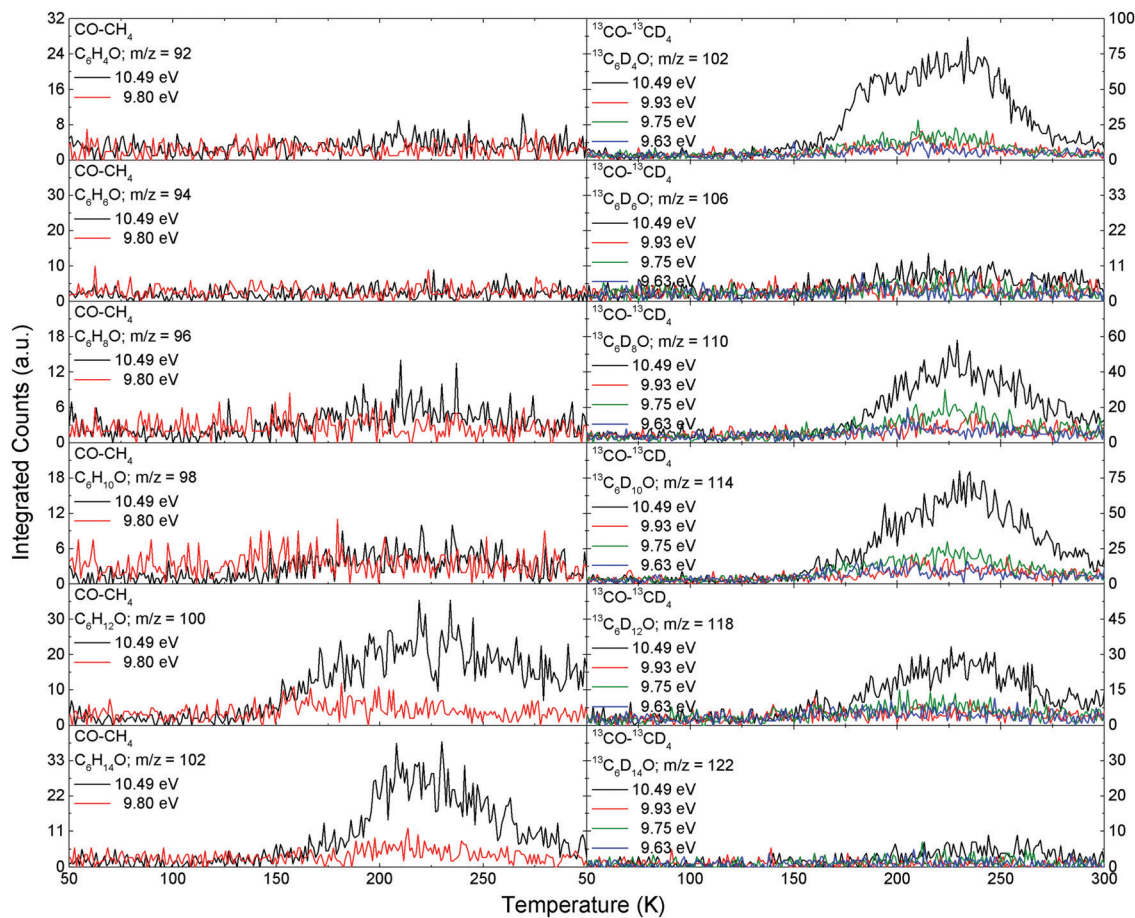 Integrated Counts (a.u.)
CO-CH₄
C₆H₄O; m/z = 92
10.49 eV
9.80 eV
32
24
16
8
0
¹³CO-¹³CD₄
¹³C₆D₄O; m/z = 102
10.49 eV
9.93 eV
9.75 eV
9.63 eV
100
75
50
25
0
CO-CH₄
C₆H₆O; m/z = 94
10.49 eV
9.80 eV
30
20
10
0
¹³CO-¹³CD₄
¹³C₆D₆O; m/z = 106
10.49 eV
9.93 eV
9.75 eV
9.63 eV
33
22
11
0
CO-CH₄
C₆H₈O; m/z = 96
10.49 eV
9.80 eV
18
12
6
0
¹³CO-¹³CD₄
¹³C₆D₈O; m/z = 110
10.49 eV
9.93 eV
9.75 eV
9.63 eV
60
40
20
0
CO-CH₄
C₆H₁₀O; m/z = 98
10.49 eV
9.80 eV
18
12
6
0
¹³CO-¹³CD₄
¹³C₆D₁₀O; m/z = 114
10.49 eV
9.93 eV
9.75 eV
9.63 eV
75
50
25
0
CO-CH₄
C₆H₁₂O; m/z = 100
10.49 eV
9.80 eV
30
20
10
0
¹³CO-¹³CD₄
¹³C₆D₁₂O; m/z = 118
10.49 eV
9.93 eV
9.75 eV
9.63 eV
45
30
15
0
CO-CH₄
C₆H₁₄O; m/z = 102
10.49 eV
9.80 eV
33
22
11
0
¹³CO-¹³CD₄
¹³C₆D₁₄O; m/z = 122
10.49 eV
9.93 eV
9.75 eV
9.63 eV
30
20
10
0
50 100 150 200 250 50 100 150 200 250 300
Temperature (K)